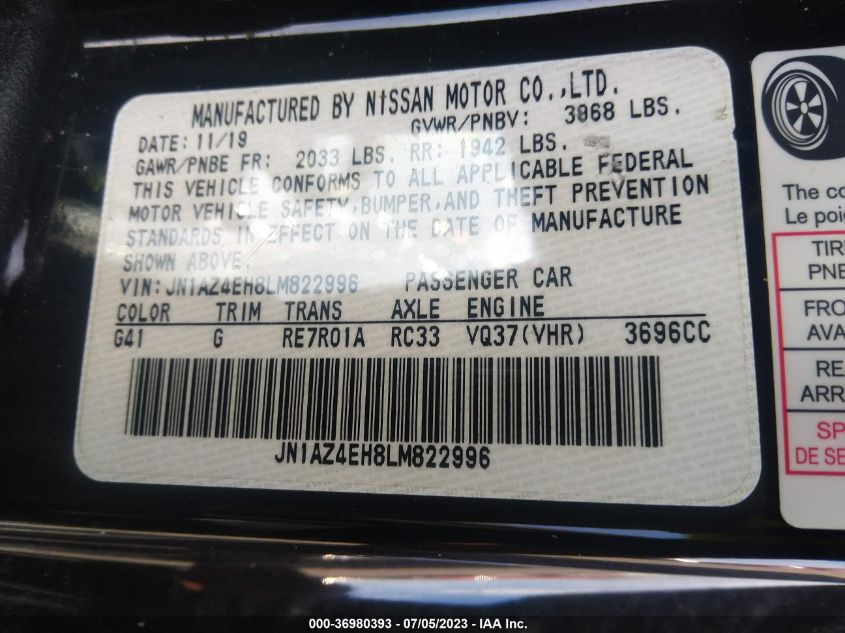 MANUFACTURED BY NISSAN MOTOR CO.,LTD.
DATE: 11/19 GVWR/PNBV: 3968 LBS.
GAWR/PNBE FR: 2033 LBS. RR: 1942 LBS.
THIS VEHICLE CONFORMS TO ALL APPLICABLE FEDERAL
MOTOR VEHICLE SAFETY,BUMPER,AND THEFT PREVENTION
STANDARDS IN EFFECT ON THE DATE OF MANUFACTURE
SHOWN ABOVE.
VIN:JN1AZ4EH8LM822996 PASSENGER CAR
COLOR TRIM TRANS AXLE ENGINE
G41 G RE7R01A RC33 VQ37(VHR) 3696CC
JN1AZ4EH8LM822996
The co
Le poi
TIRE
PNE
FRO
AVA
REA
ARR
SP
DE SE
000-36980393 - 07/05/2023 - IAA Inc.